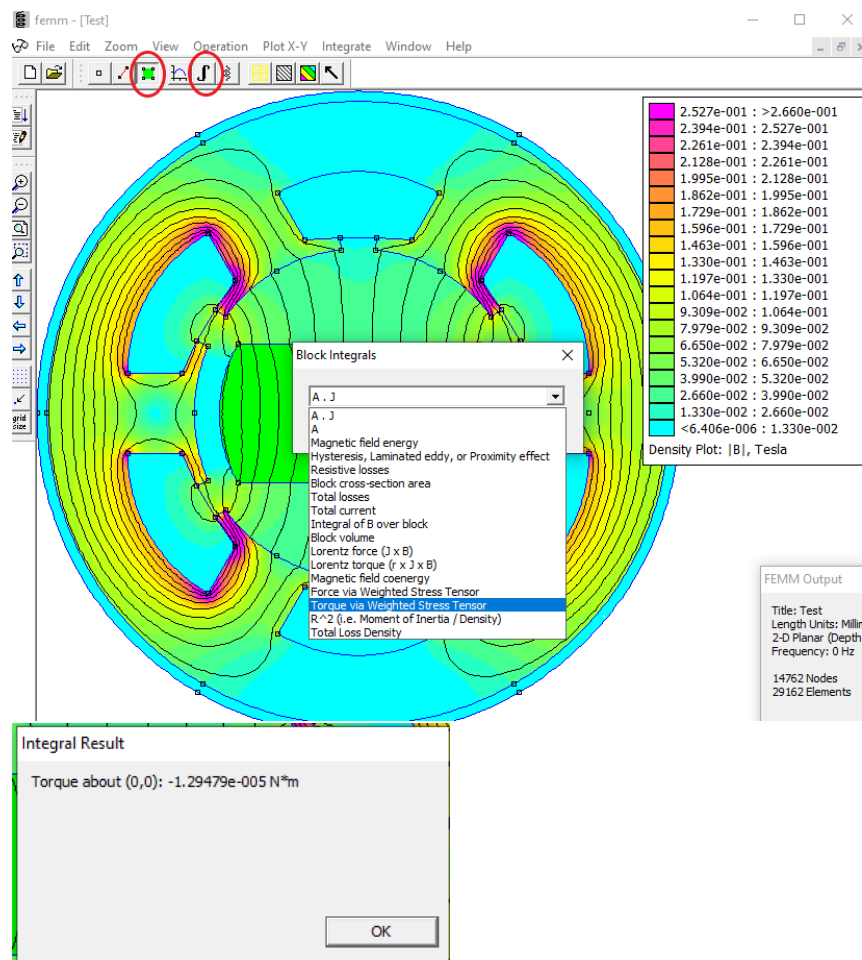 femm - [Test]
File Edit Zoom View Operation Plot X-Y Integrate Window Help
grid
size
2.527e-001 : >2.660e-001
2.394e-001 : 2.527e-001
2.261e-001 : 2.394e-001
2.128e-001 : 2.261e-001
1.995e-001 : 2.128e-001
1.862e-001 : 1.995e-001
1.729e-001 : 1.862e-001
1.596e-001 : 1.729e-001
1.463e-001 : 1.596e-001
1.330e-001 : 1.463e-001
1.197e-001 : 1.330e-001
1.064e-001 : 1.197e-001
9.309e-002 : 1.064e-001
7.979e-002 : 9.309e-002
6.650e-002 : 7.979e-002
5.320e-002 : 6.650e-002
3.990e-002 : 5.320e-002
2.660e-002 : 3.990e-002
1.330e-002 : 2.660e-002
<6.406e-006 : 1.330e-002
Density Plot: |B|, Tesla
Block Integrals
A . J
A . J
A
Magnetic field energy
Hysteresis, Laminated eddy, or Proximity effect
Resistive losses
Block cross-section area
Total losses
Total current
Integral of B over block
Block volume
Lorentz force (J x B)
Lorentz torque (r x J x B)
Magnetic field coenergy
Force via Weighted Stress Tensor
Torque via Weighted Stress Tensor
R^2 (i.e. Moment of Inertia / Density)
Total Loss Density
FEMM Output
Title: Test
Length Units: Millin
2-D Planar (Depth
Frequency: 0 Hz
14762 Nodes
29162 Elements
Integral Result
Torque about (0,0): -1.29479e-005 N*m
OK